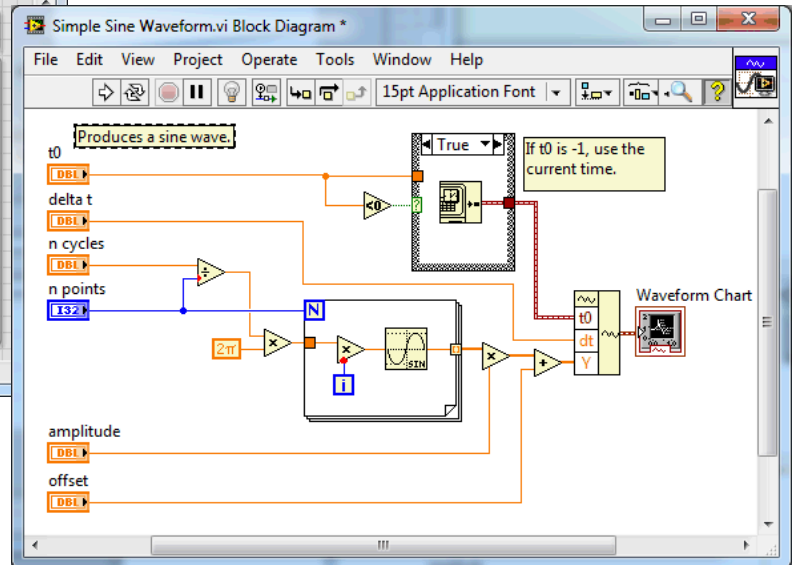 Simple Sine Waveform.vi Block Diagram *
File Edit View Project Operate Tools Window Help
15pt Application Font
Produces a sine wave.
t0
DBL
True
If t0 is -1, use the
current time.
<0
?
delta t
DBL
n cycles
DBL
÷
n points
I32
N
t0
Waveform Chart
2π
x
x
i
SIN
x
+
dt
Y
amplitude
DBL
offset
DBL